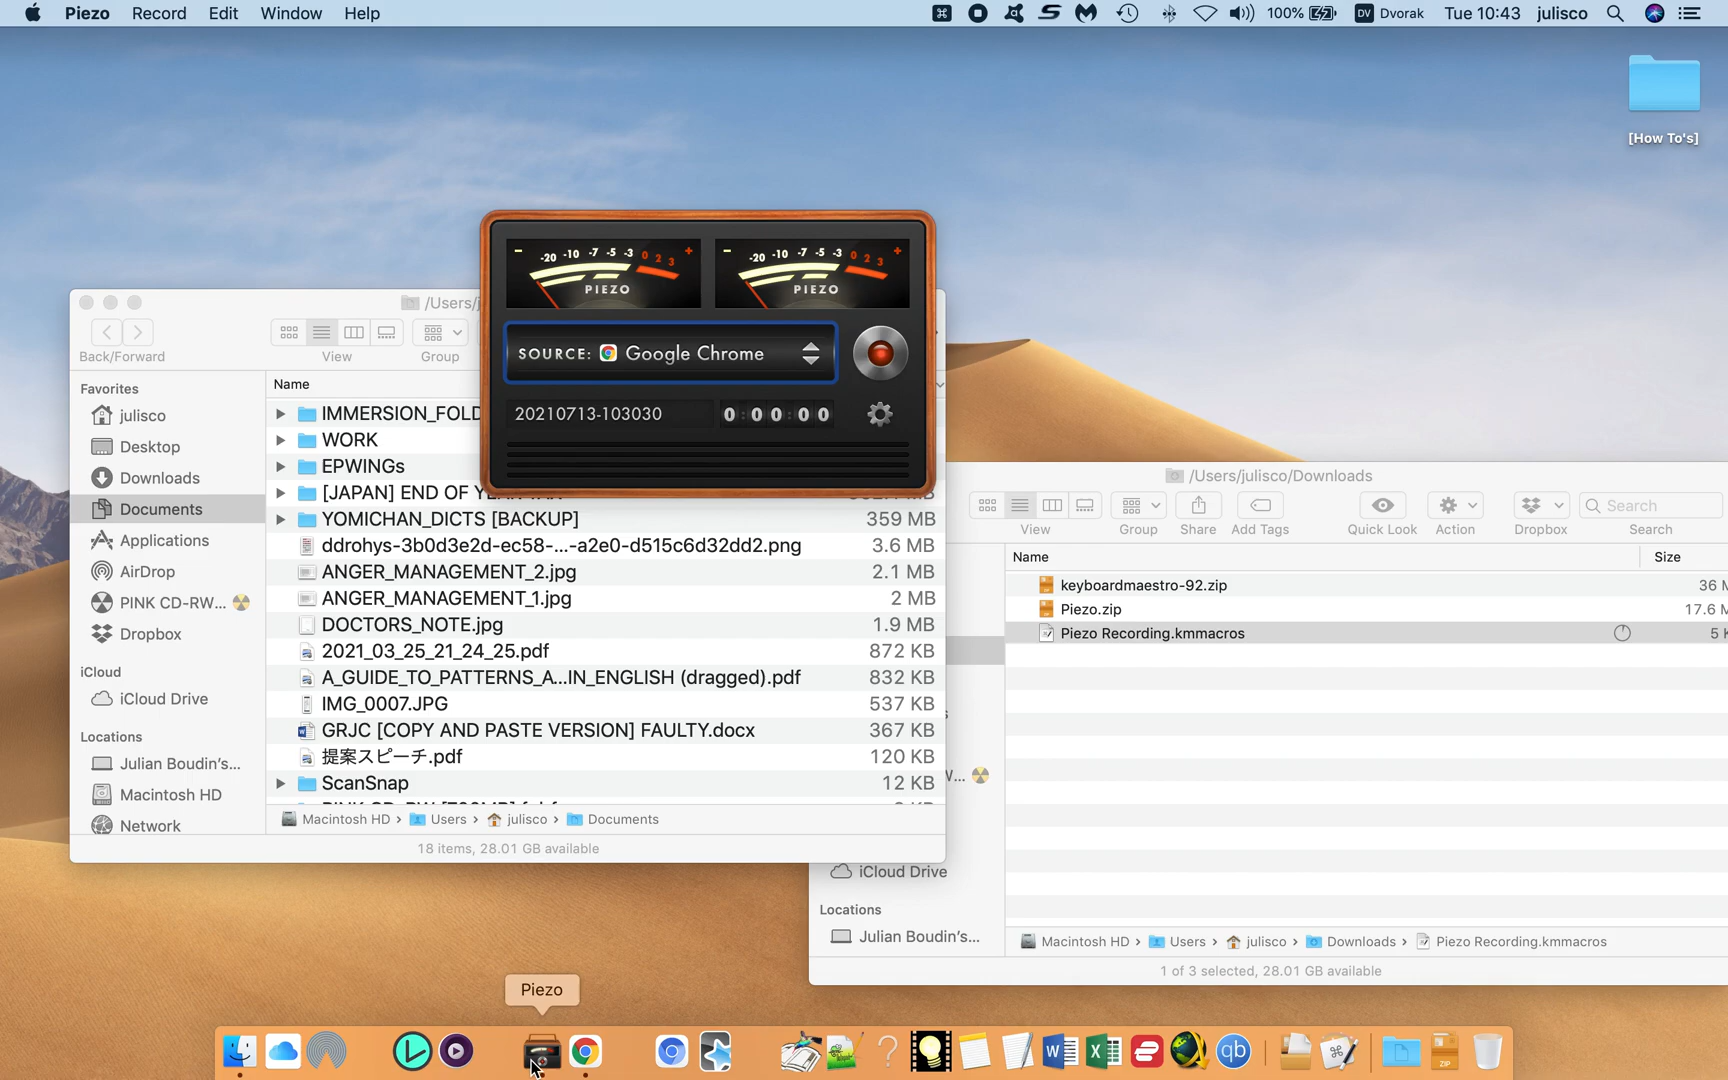 Piezo Record Edit Window Help
100% DV Dvorak Tue 10:43 julisco
[How To's]
-20 -10 -7 -5 -3 0 2 3 +
PIEZO
-20 -10 -7 -5 -3 0 2 3 +
PIEZO
SOURCE: Google Chrome
20210713-103030 0:00:00
/Users/j
Back/Forward View Group
Favorites
julisco
Desktop
Downloads
Documents
Applications
AirDrop
PINK CD-RW...
Dropbox
iCloud
iCloud Drive
Locations
Julian Boudin's...
Macintosh HD
Network
Name
IMMERSION_FOLD
WORK
EPWINGs
[JAPAN] END OF YEAR TAX
YOMICHAN_DICTS [BACKUP] 359 MB
ddrohys-3b0d3e2d-ec58-...-a2e0-d515c6d32dd2.png 3.6 MB
ANGER_MANAGEMENT_2.jpg 2.1 MB
ANGER_MANAGEMENT_1.jpg 2 MB
DOCTORS_NOTE.jpg 1.9 MB
2021_03_25_21_24_25.pdf 872 KB
A_GUIDE_TO_PATTERNS_A...IN_ENGLISH (dragged).pdf 832 KB
IMG_0007.JPG 537 KB
GRJC [COPY AND PASTE VERSION] FAULTY.docx 367 KB
提案スピーチ.pdf 120 KB
ScanSnap 12 KB
Macintosh HD › Users › julisco › Documents
18 items, 28.01 GB available
/Users/julisco/Downloads
Search
View Group Share Add Tags Quick Look Action Dropbox Search
Name Size
keyboardmaestro-92.zip 36 M
Piezo.zip 17.6 M
Piezo Recording.kmmacros 5 K
W...
iCloud Drive
Locations
Julian Boudin's...
Macintosh HD › Users › julisco › Downloads › Piezo Recording.kmmacros
1 of 3 selected, 28.01 GB available
Piezo
qb
ZIP